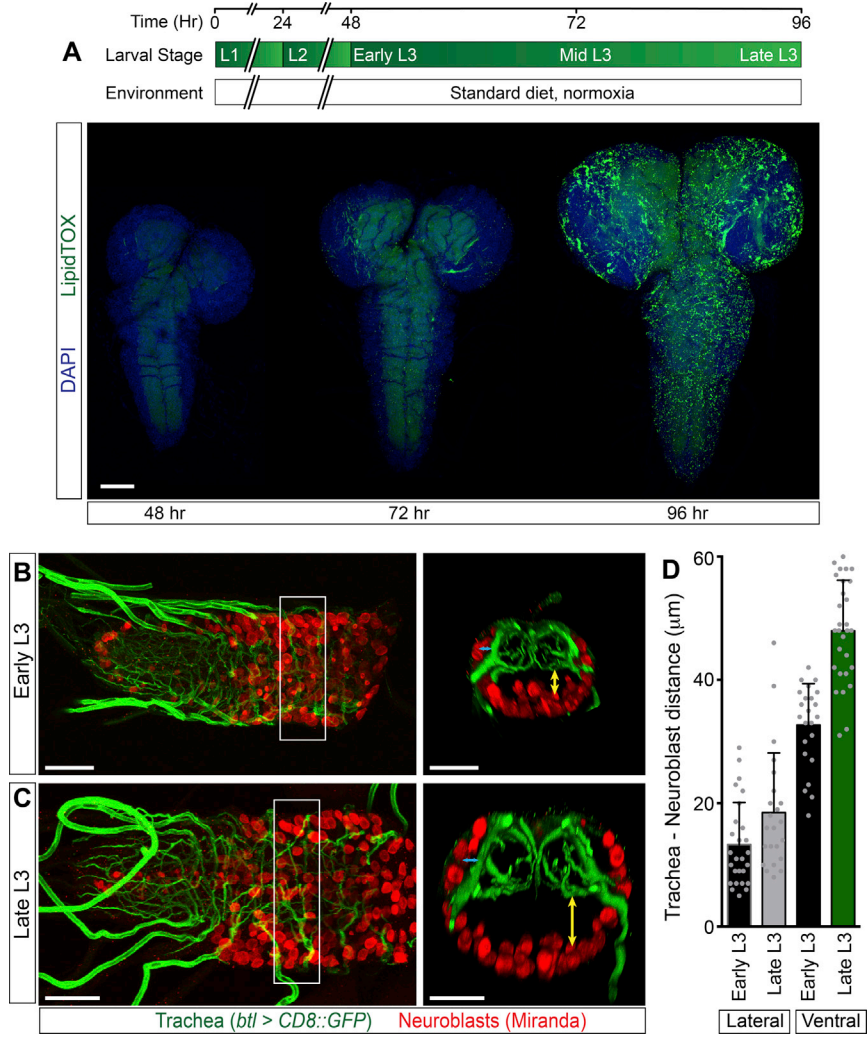 Time (Hr) 0 24 48 72 96
A
Larval Stage L1 L2 Early L3 Mid L3 Late L3
Environment Standard diet, normoxia
DAPI LipidTOX
48 hr 72 hr 96 hr
B
Early L3
C
Late L3
Trachea (btl > CD8::GFP) Neuroblasts (Miranda)
D
Trachea - Neuroblast distance (μm)
60
40
20
0
Early L3 Late L3 Early L3 Late L3
Lateral Ventral